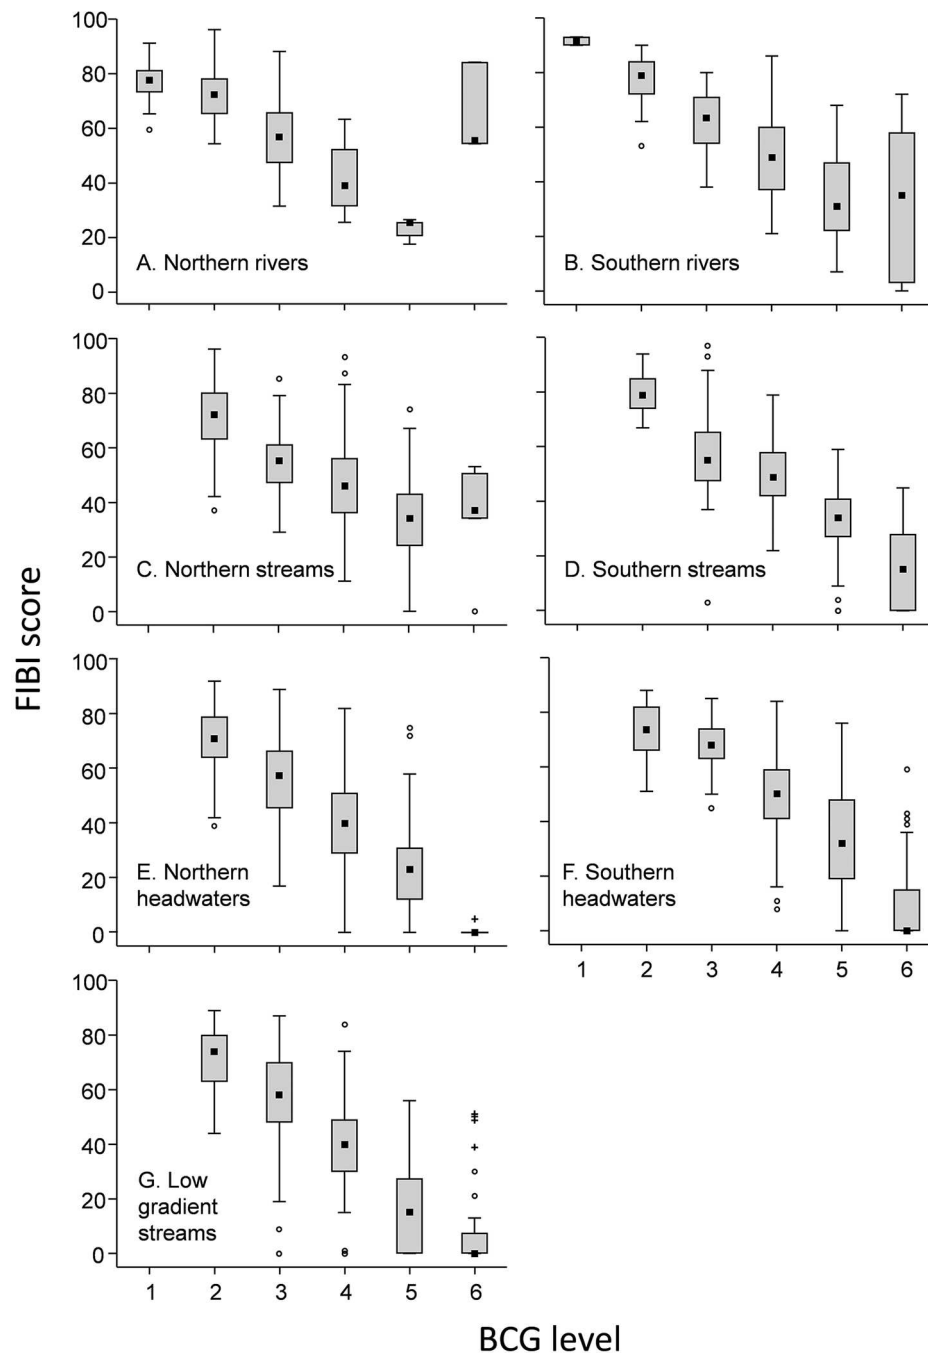 100
80
60
40
20
0
A. Northern rivers
B. Southern rivers
100
80
60
40
20
0
C. Northern streams
D. Southern streams
FIBI score
100
80
60
40
20
0
E. Northern
headwaters
F. Southern
headwaters
1 2 3 4 5 6
100
80
60
40
20
0
G. Low
gradient
streams
1 2 3 4 5 6
BCG level